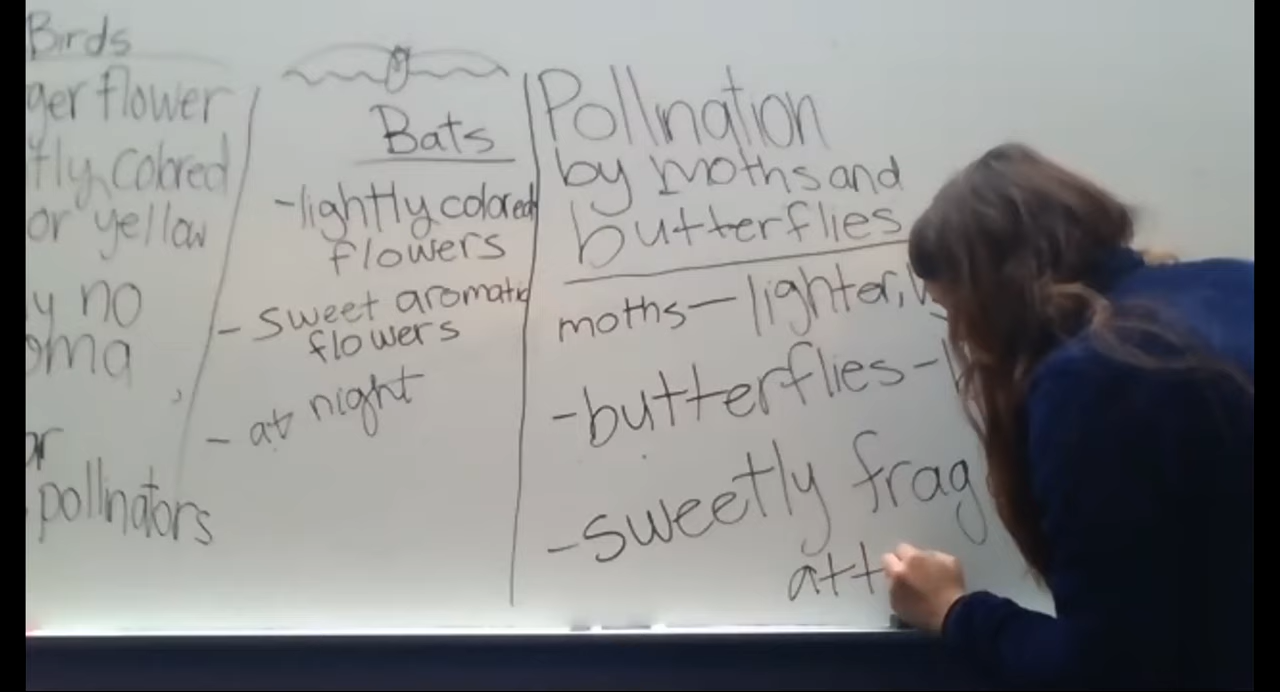 Birds
ger flower
tly colored
or yellow
y no
oma
or
pollinators
Bats
-lightly colored
flowers
- sweet aromatic
flowers
- at night
Pollination
by moths and
butterflies
moths—lighter,
-butterflies-
-sweetly frag
att